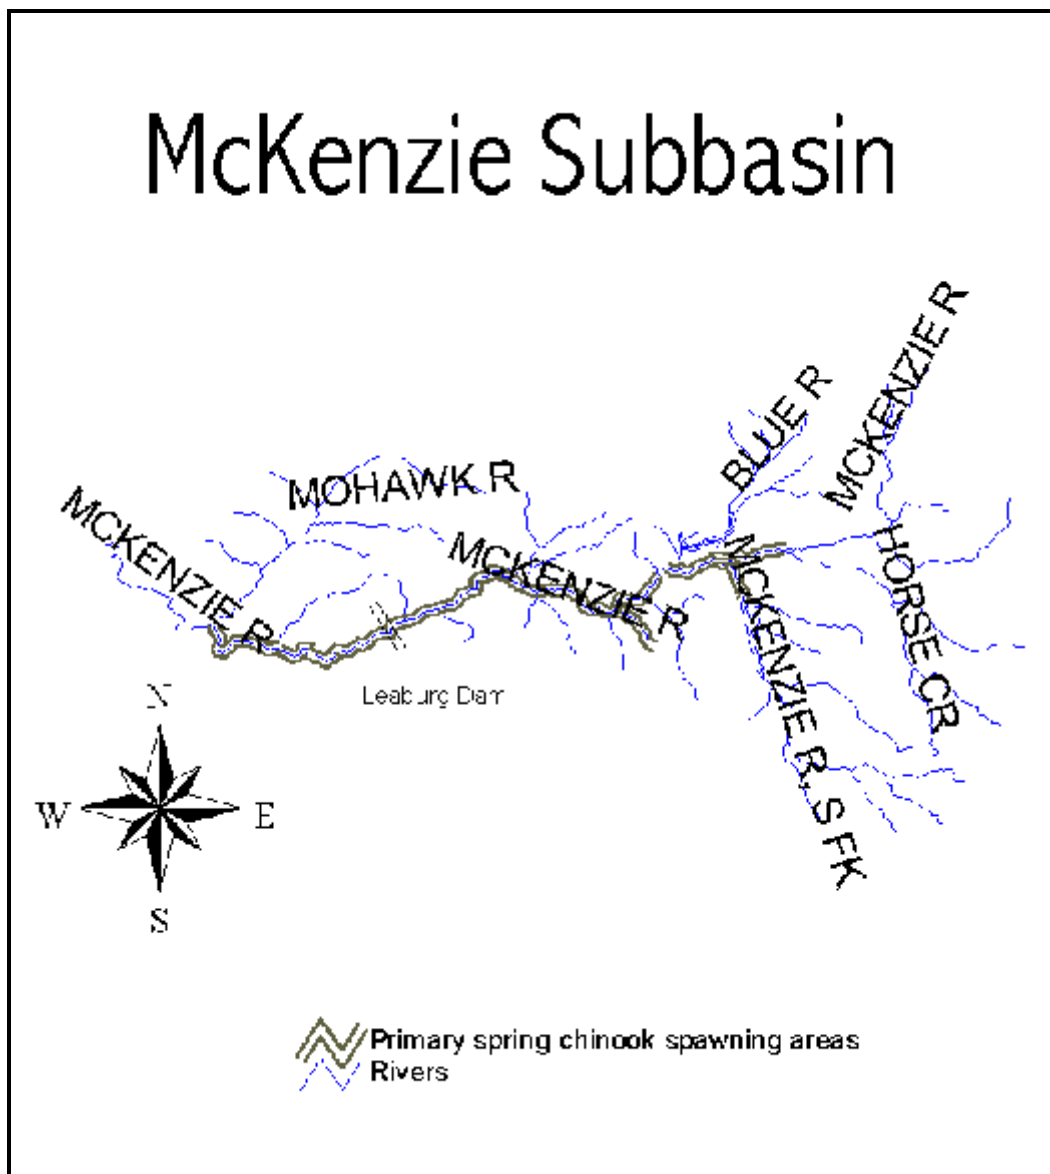 McKenzie Subbasin
MCKENZIE R
BLUE R
MOHAWK R
MCKENZIE R
MCKENZIE R
HORSE CR
MCKENZIE R, S FK
Leaburg Dam
N
W
E
S
Primary spring chinook spawning areas
Rivers